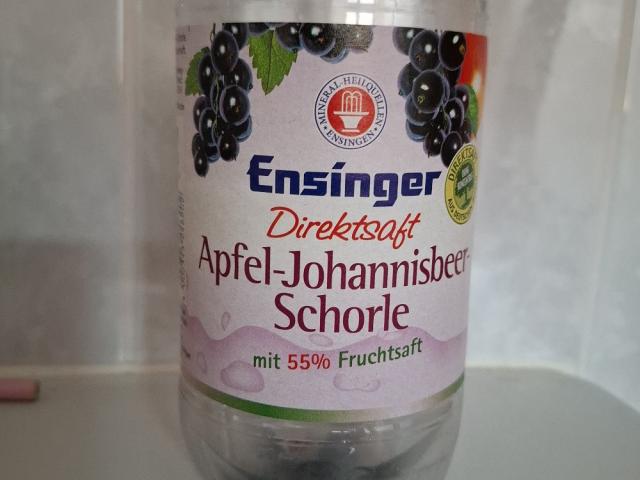 MINERAL-HEILQUELLEN
ENSINGEN
Ensinger
Direktsaft
Apfel-Johannisbeer-
Schorle
mit 55% Fruchtsaft